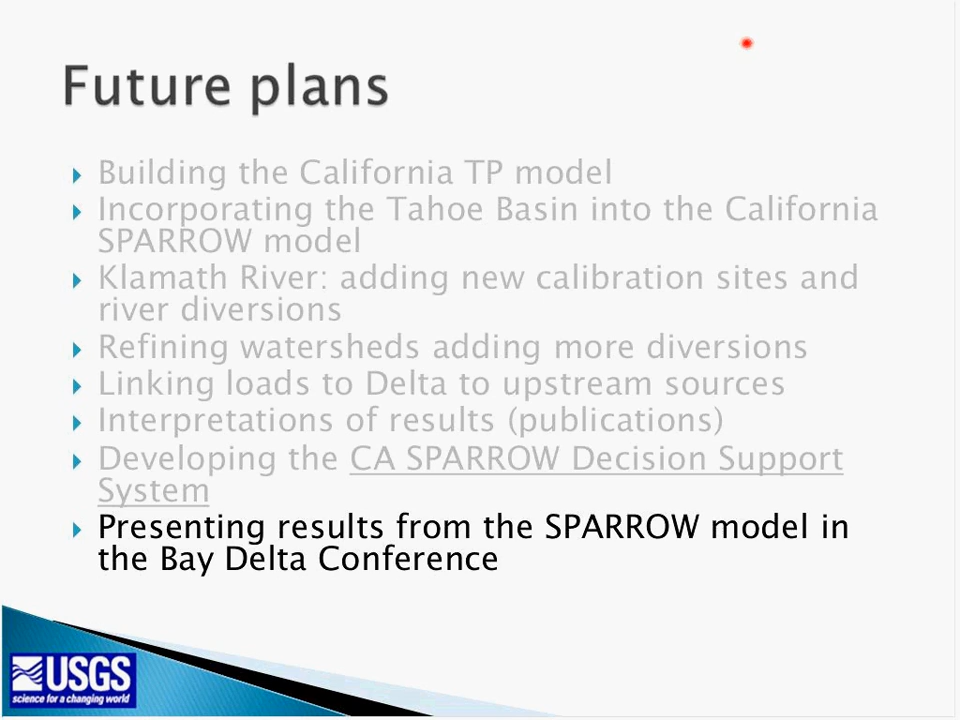 Future plans
Building the California TP model
Incorporating the Tahoe Basin into the California
SPARROW model
Klamath River: adding new calibration sites and
river diversions
Refining watersheds adding more diversions
Linking loads to Delta to upstream sources
Interpretations of results (publications)
Developing the CA SPARROW Decision Support
System
Presenting results from the SPARROW model in
the Bay Delta Conference
USGS
science for a changing world